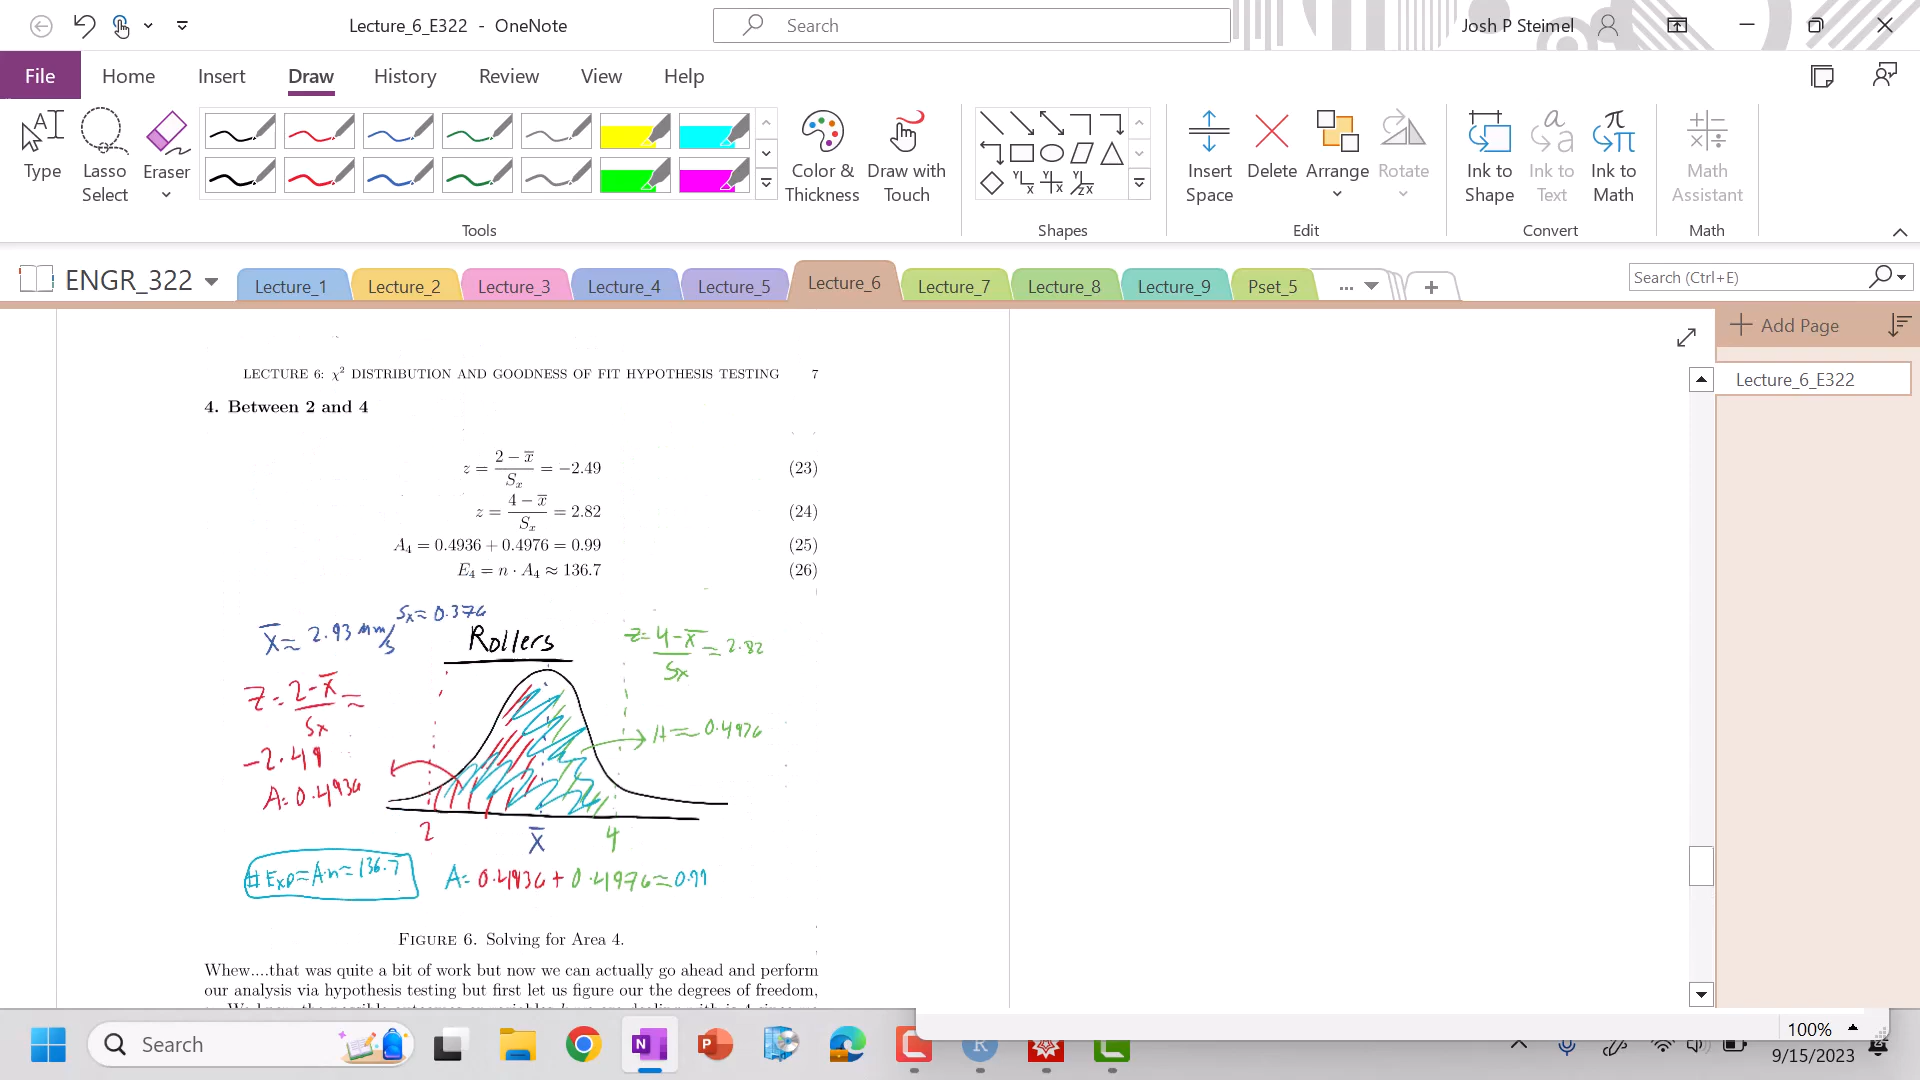 Lecture_6_E322 - OneNote
Search
Josh P Steimel
File Home Insert Draw History Review View Help
Type
Lasso Select
Eraser
Color & Thickness
Draw with Touch
Insert Space
Delete
Arrange
Rotate
Ink to Shape
Ink to Text
Ink to Math
Math Assistant
Tools Shapes Edit Convert Math
ENGR_322
Lecture_1 Lecture_2 Lecture_3 Lecture_4 Lecture_5 Lecture_6 Lecture_7 Lecture_8 Lecture_9 Pset_5 ...
Search (Ctrl+E)
Add Page
Lecture_6_E322
LECTURE 6: χ² DISTRIBUTION AND GOODNESS OF FIT HYPOTHESIS TESTING 7
4. Between 2 and 4
z = (2 − x̅)/Sₓ = −2.49 (23)
z = (4 − x̅)/Sₓ = 2.82 (24)
A₄ = 0.4936 + 0.4976 = 0.99 (25)
E₄ = n · A₄ ≈ 136.7 (26)
Sx ≈ 0.376
X̅ ≈ 2.93 mm/s
Rollers
Z = (4 − X̅)/Sx ≈ 2.82
Z = (2 − X̅)/Sx ≈
-2.49
A = 0.4936
A ≈ 0.4976
2 X̅ 4
# Exp = A·n ≈ 136.7
A = 0.4936 + 0.4976 ≈ 0.99
FIGURE 6. Solving for Area 4.
Whew....that was quite a bit of work but now we can actually go ahead and perform
our analysis via hypothesis testing but first let us figure our the degrees of freedom,
100%
Search
9/15/2023